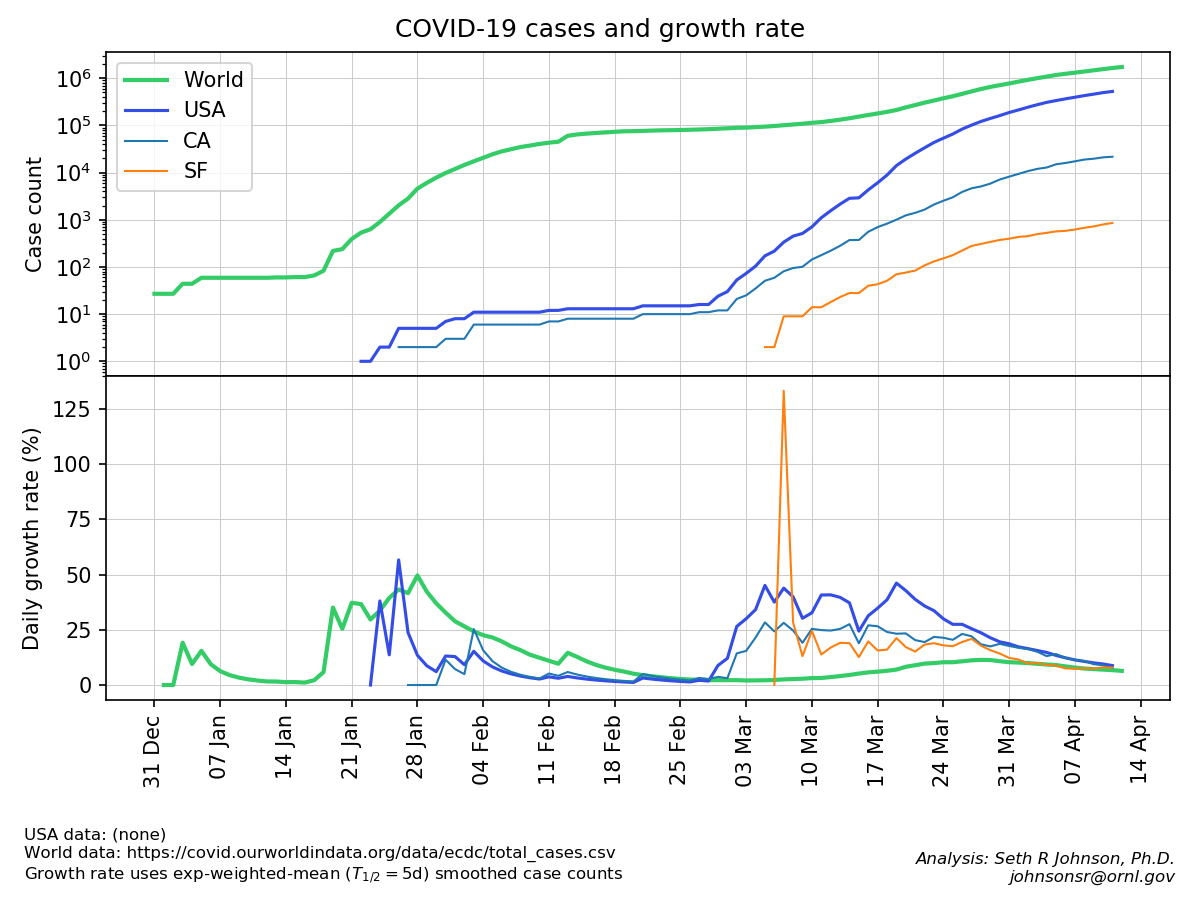 COVID-19 cases and growth rate
World
USA
CA
SF
Case count
10⁶
10⁵
10⁴
10³
10²
10¹
10⁰
Daily growth rate (%)
125
100
75
50
25
0
31 Dec
07 Jan
14 Jan
21 Jan
28 Jan
04 Feb
11 Feb
18 Feb
25 Feb
03 Mar
10 Mar
17 Mar
24 Mar
31 Mar
07 Apr
14 Apr
USA data: (none)
World data: https://covid.ourworldindata.org/data/ecdc/total_cases.csv
Growth rate uses exp-weighted-mean (T₁/₂ = 5d) smoothed case counts
Analysis: Seth R Johnson, Ph.D.
johnsonsr@ornl.gov